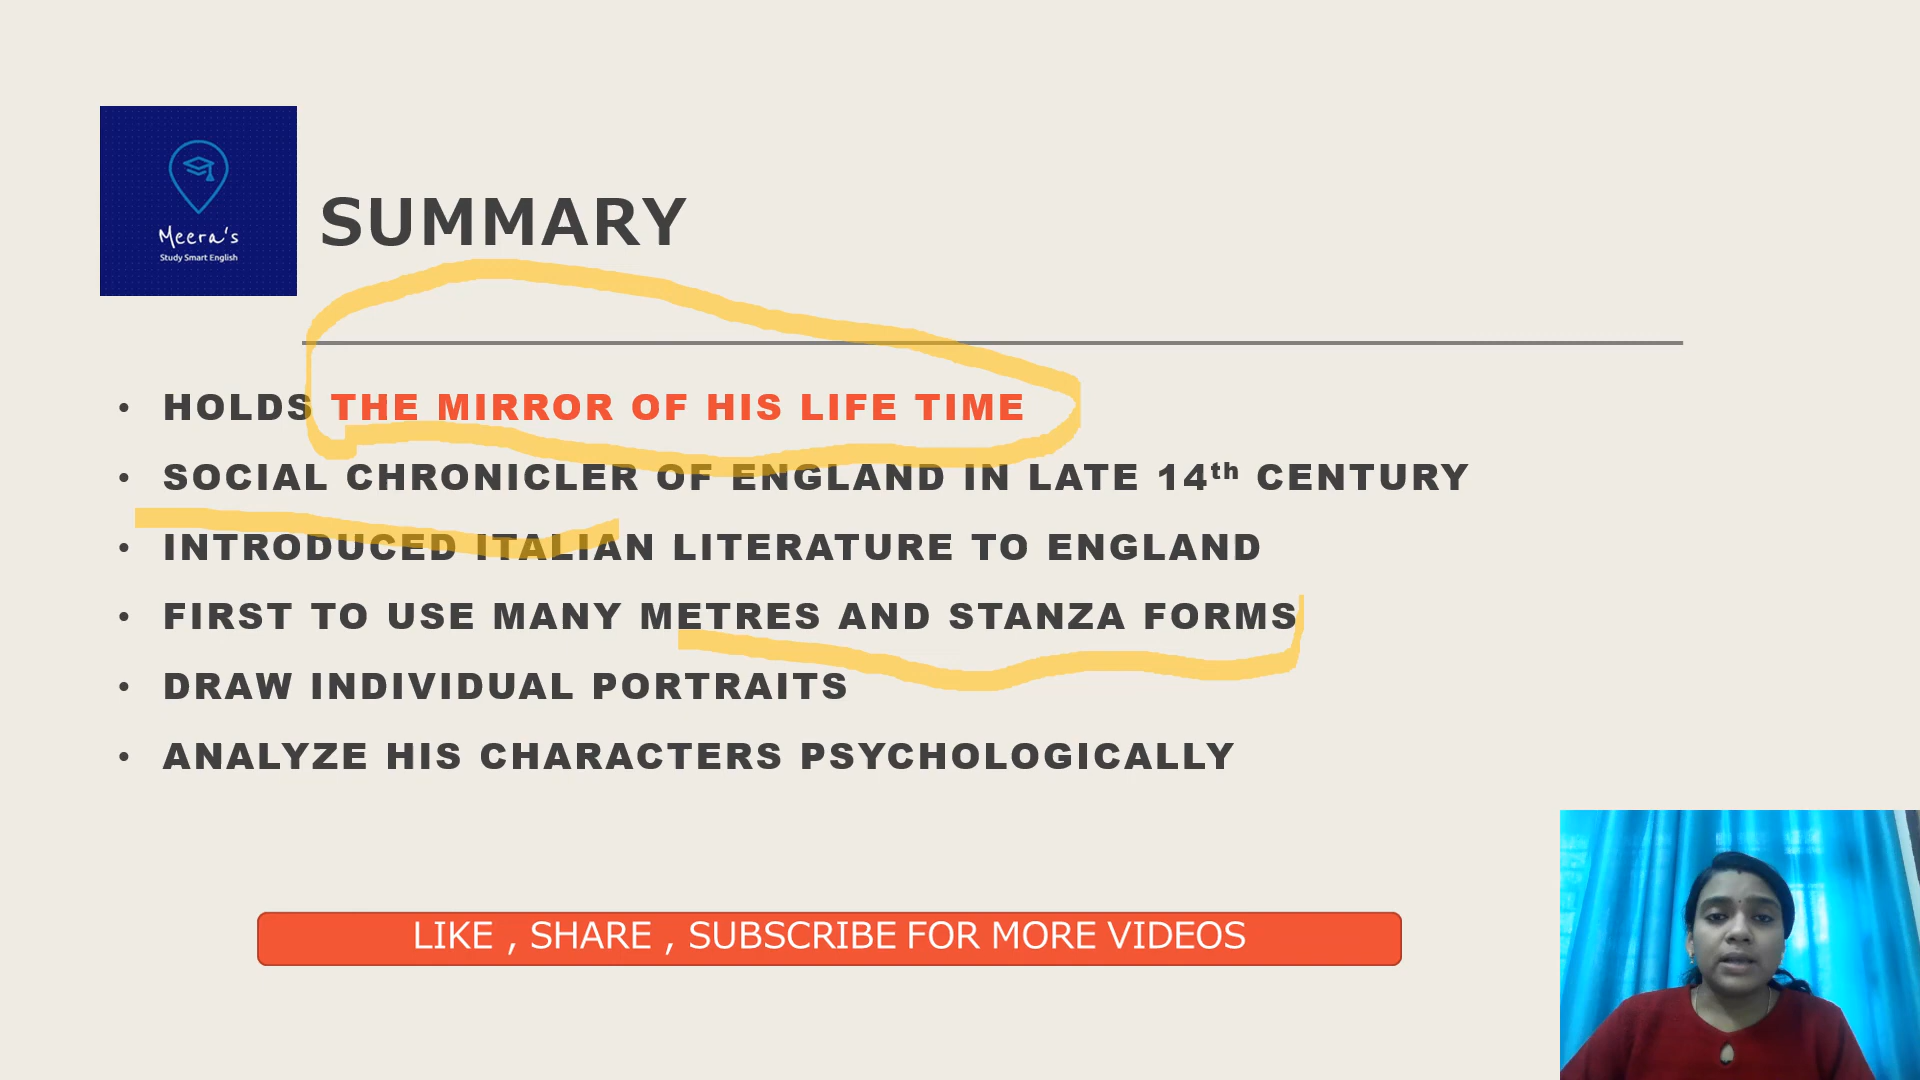 Meera's
Study Smart English
SUMMARY
• HOLDS THE MIRROR OF HIS LIFE TIME
• SOCIAL CHRONICLER OF ENGLAND IN LATE 14th CENTURY
• INTRODUCED ITALIAN LITERATURE TO ENGLAND
• FIRST TO USE MANY METRES AND STANZA FORMS
• DRAW INDIVIDUAL PORTRAITS
• ANALYZE HIS CHARACTERS PSYCHOLOGICALLY
LIKE , SHARE , SUBSCRIBE FOR MORE VIDEOS